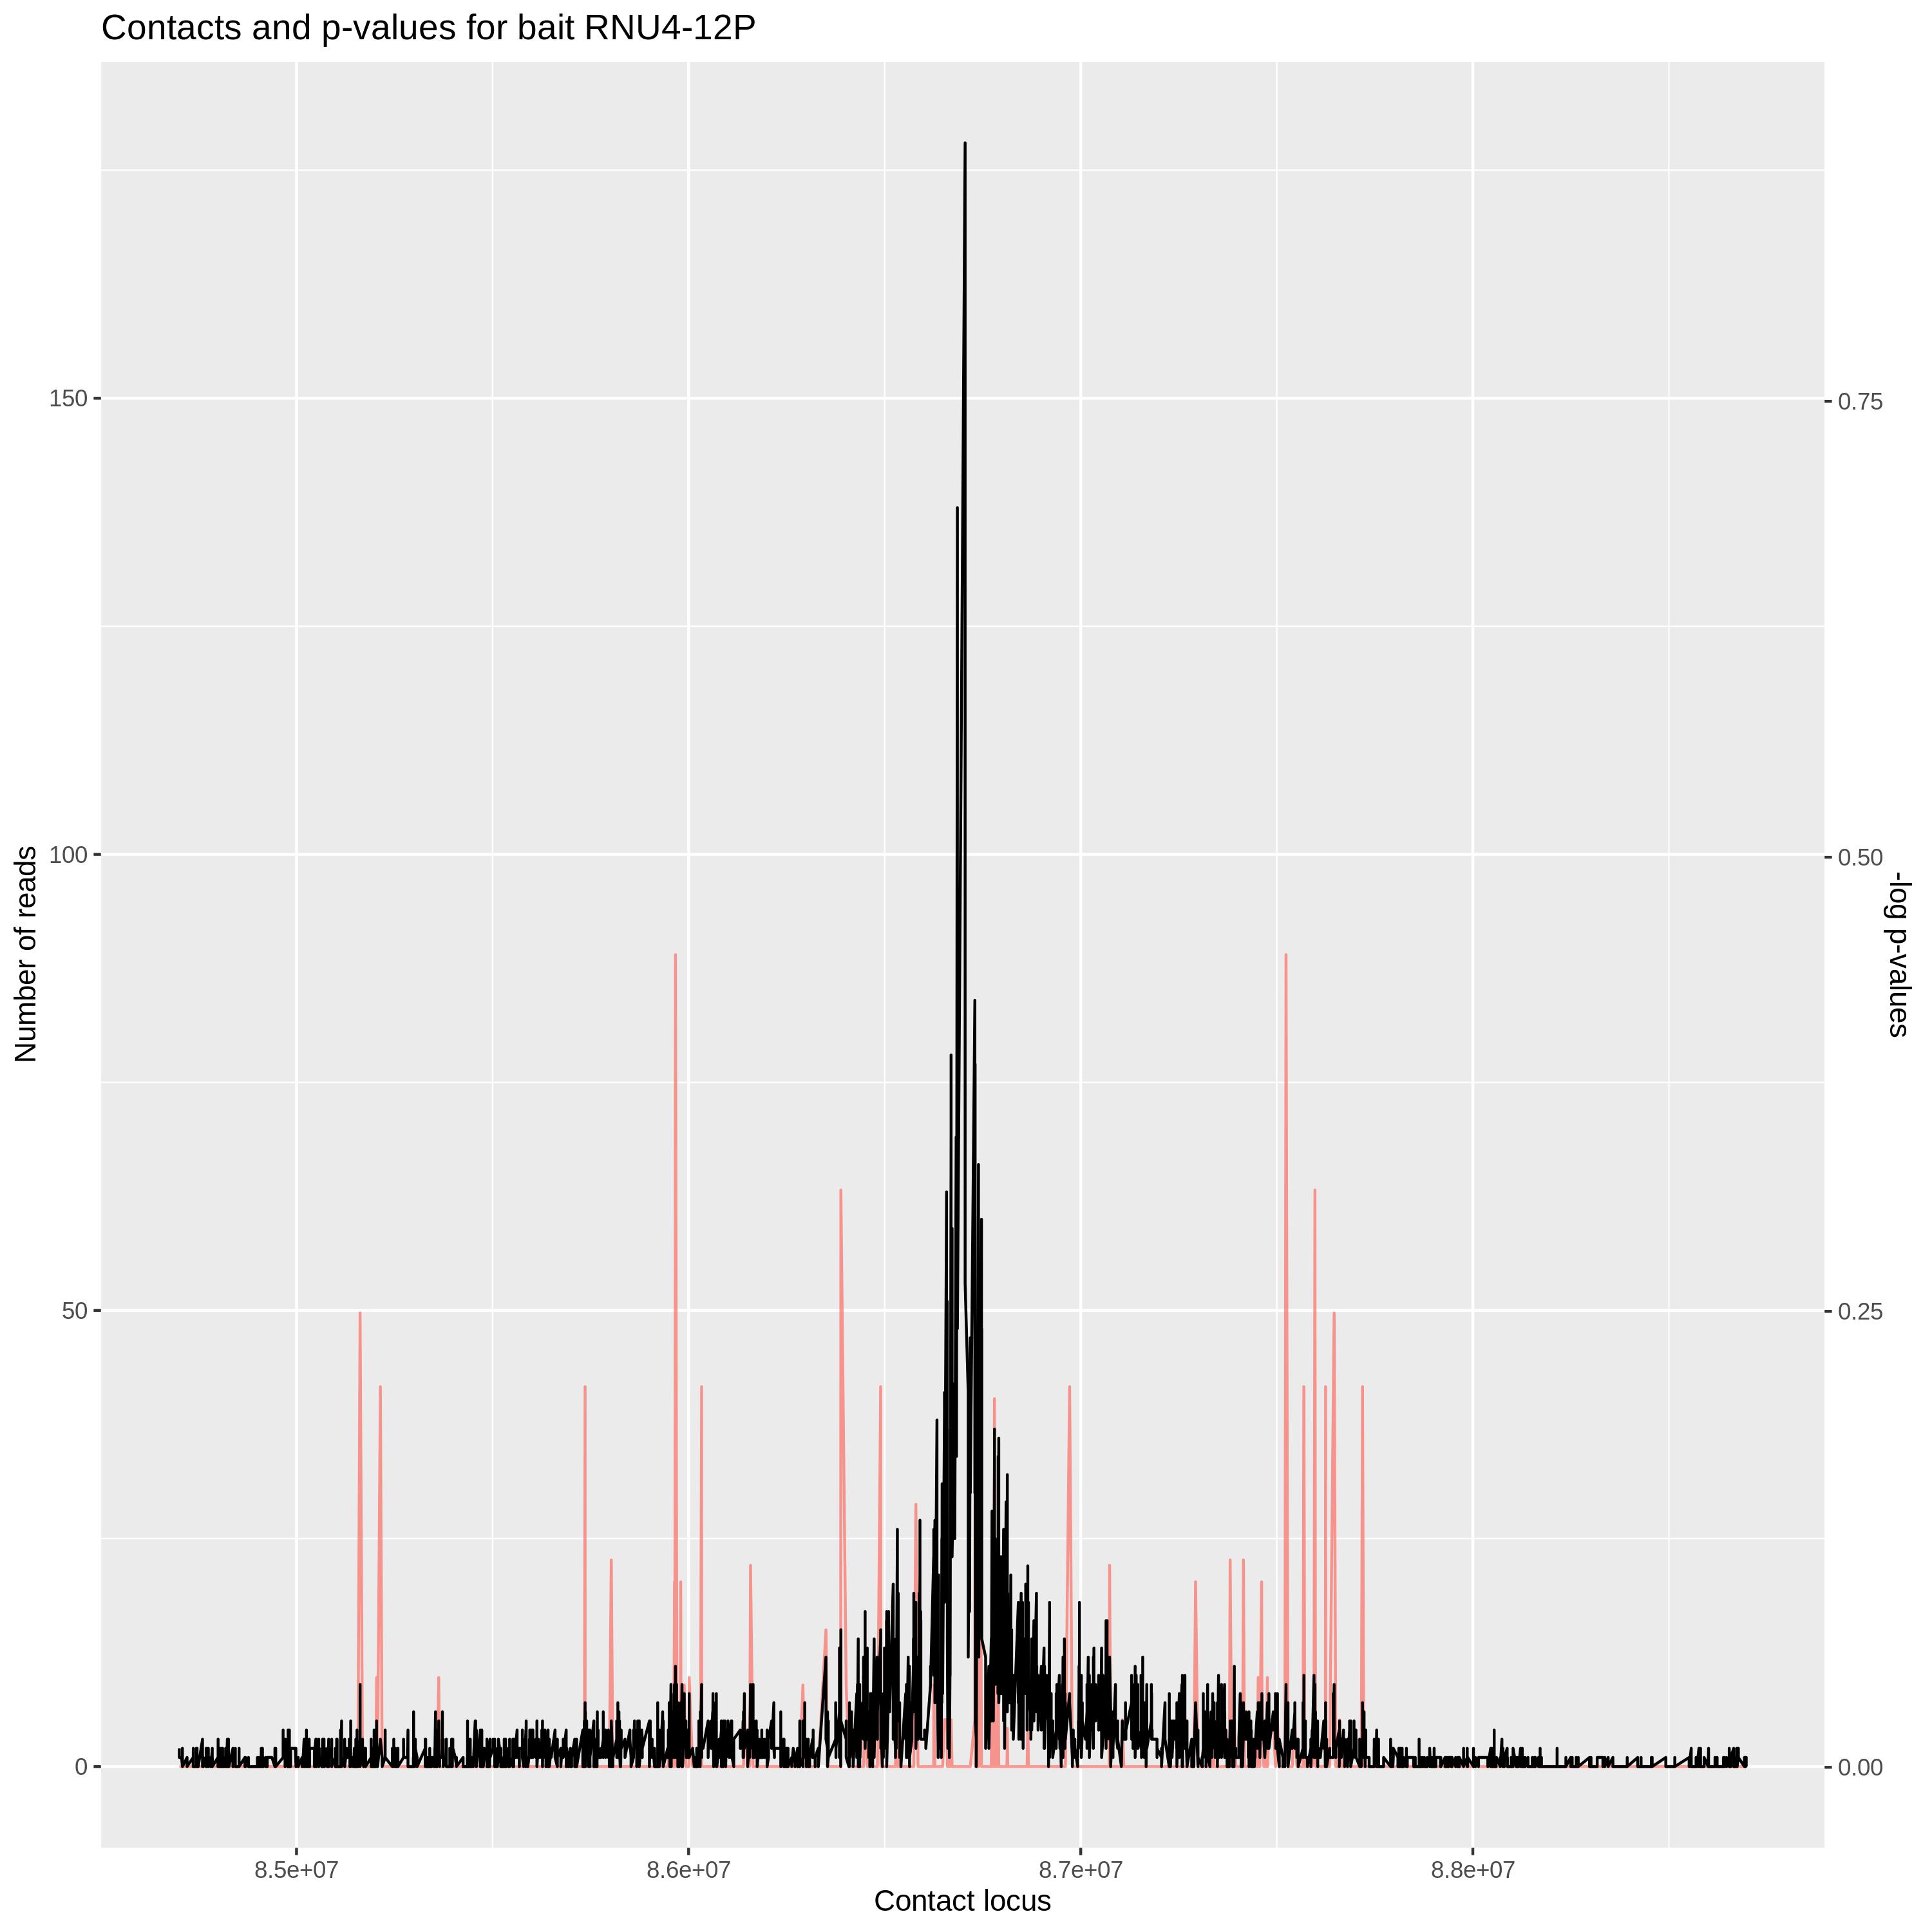 Contacts and p-values for bait RNU4-12P
Number of reads
150
100
50
0
0.75
0.50
0.25
0.00
-log p-values
8.5e+07 8.6e+07 8.7e+07 8.8e+07
Contact locus